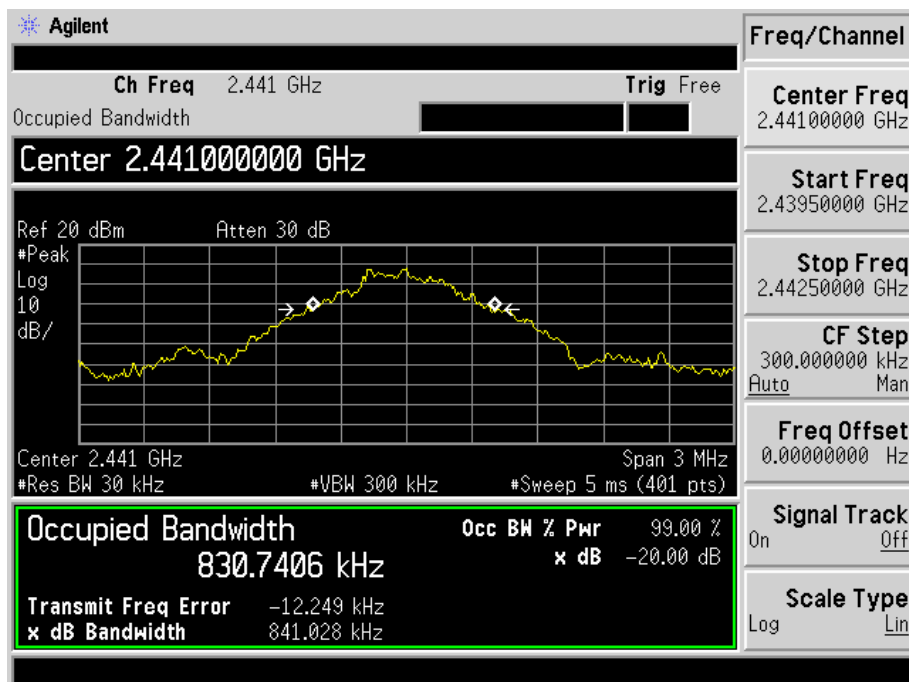 Agilent
Freq/Channel
Ch Freq 2.441 GHz Trig Free
Occupied Bandwidth
Center 2.441000000 GHz
Ref 20 dBm Atten 30 dB
#Peak
Log
10
dB/
Center 2.441 GHz Span 3 MHz
#Res BW 30 kHz #VBW 300 kHz #Sweep 5 ms (401 pts)
Occupied Bandwidth
830.7406 kHz
Occ BW % Pwr 99.00 %
x dB -20.00 dB
Transmit Freq Error -12.249 kHz
x dB Bandwidth 841.028 kHz
Center Freq
2.44100000 GHz
Start Freq
2.43950000 GHz
Stop Freq
2.44250000 GHz
CF Step
300.000000 kHz
Auto Man
Freq Offset
0.00000000 Hz
Signal Track
On Off
Scale Type
Log Lin